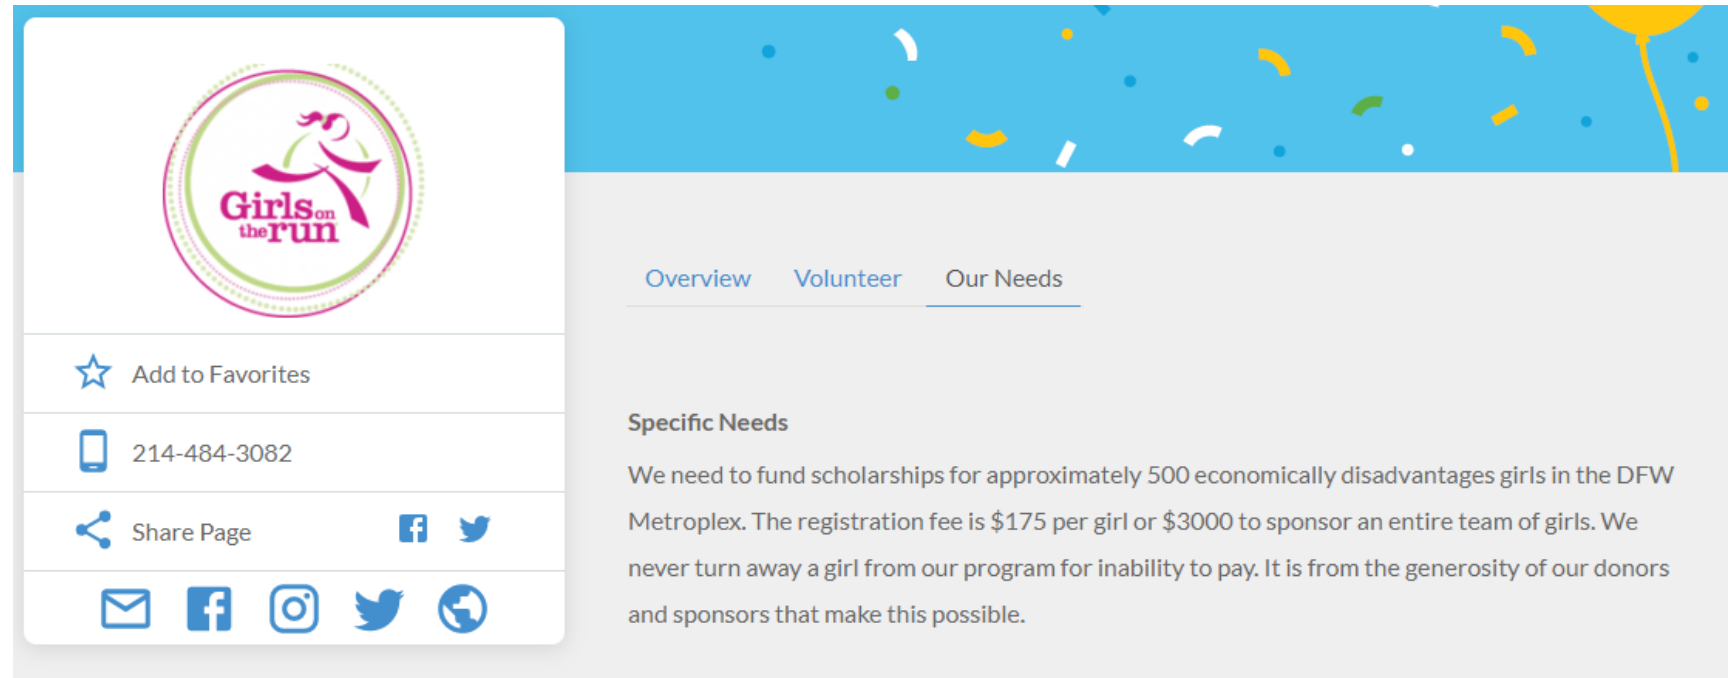 Girls on
the run
Add to Favorites
214-484-3082
Share Page
Overview Volunteer Our Needs
Specific Needs
We need to fund scholarships for approximately 500 economically disadvantages girls in the DFW
Metroplex. The registration fee is $175 per girl or $3000 to sponsor an entire team of girls. We
never turn away a girl from our program for inability to pay. It is from the generosity of our donors
and sponsors that make this possible.